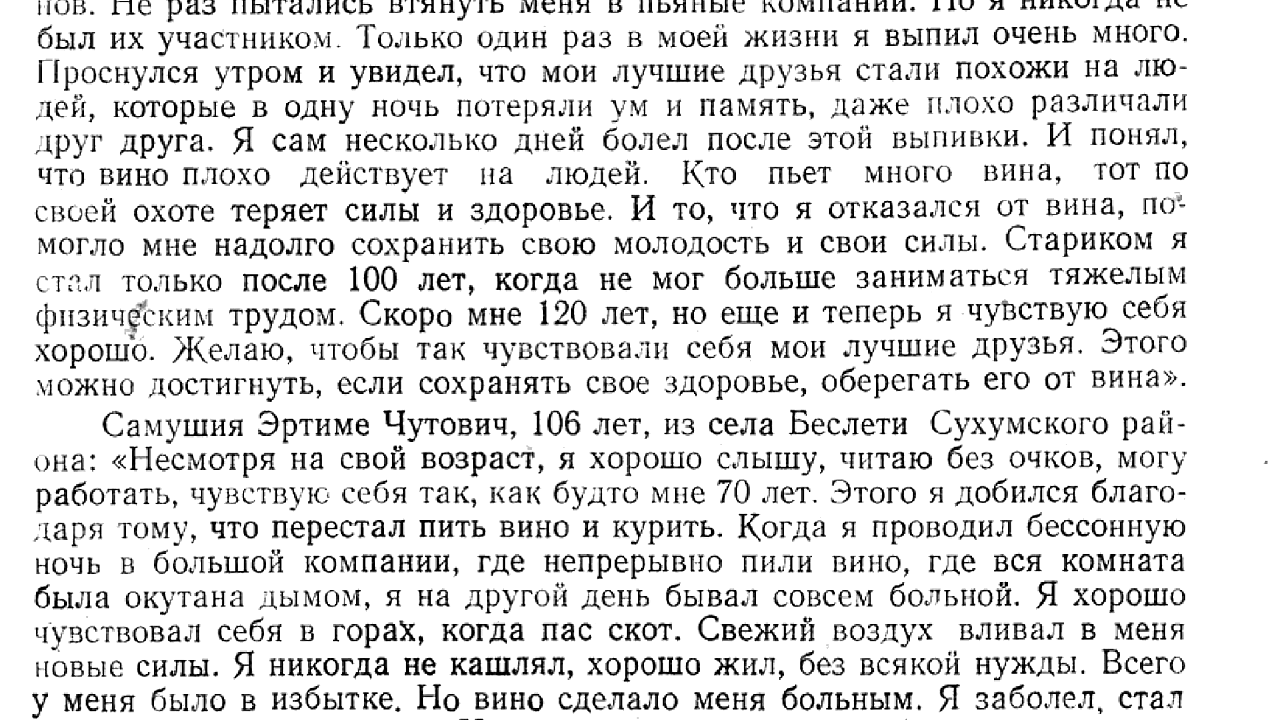 нов. Не раз пытались втянуть меня в пьяные компании. Но я никогда не
был их участником. Только один раз в моей жизни я выпил очень много.
Проснулся утром и увидел, что мои лучшие друзья стали похожи на лю-
дей, которые в одну ночь потеряли ум и память, даже плохо различали
друг друга. Я сам несколько дней болел после этой выпивки. И понял,
что вино плохо действует на людей. Кто пьет много вина, тот по
своей охоте теряет силы и здоровье. И то, что я отказался от вина, по-
могло мне надолго сохранить свою молодость и свои силы. Стариком я
стал только после 100 лет, когда не мог больше заниматься тяжелым
физическим трудом. Скоро мне 120 лет, но еще и теперь я чувствую себя
хорошо. Желаю, чтобы так чувствовали себя мои лучшие друзья. Этого
можно достигнуть, если сохранять свое здоровье, оберегать его от вина».
Самушия Эртиме Чутович, 106 лет, из села Беслети Сухумского рай-
она: «Несмотря на свой возраст, я хорошо слышу, читаю без очков, могу
работать, чувствую себя так, как будто мне 70 лет. Этого я добился благо-
даря тому, что перестал пить вино и курить. Когда я проводил бессонную
ночь в большой компании, где непрерывно пили вино, где вся комната
была окутана дымом, я на другой день бывал совсем больной. Я хорошо
чувствовал себя в горах, когда пас скот. Свежий воздух вливал в меня
новые силы. Я никогда не кашлял, хорошо жил, без всякой нужды. Всего
у меня было в избытке. Но вино сделало меня больным. Я заболел, стал